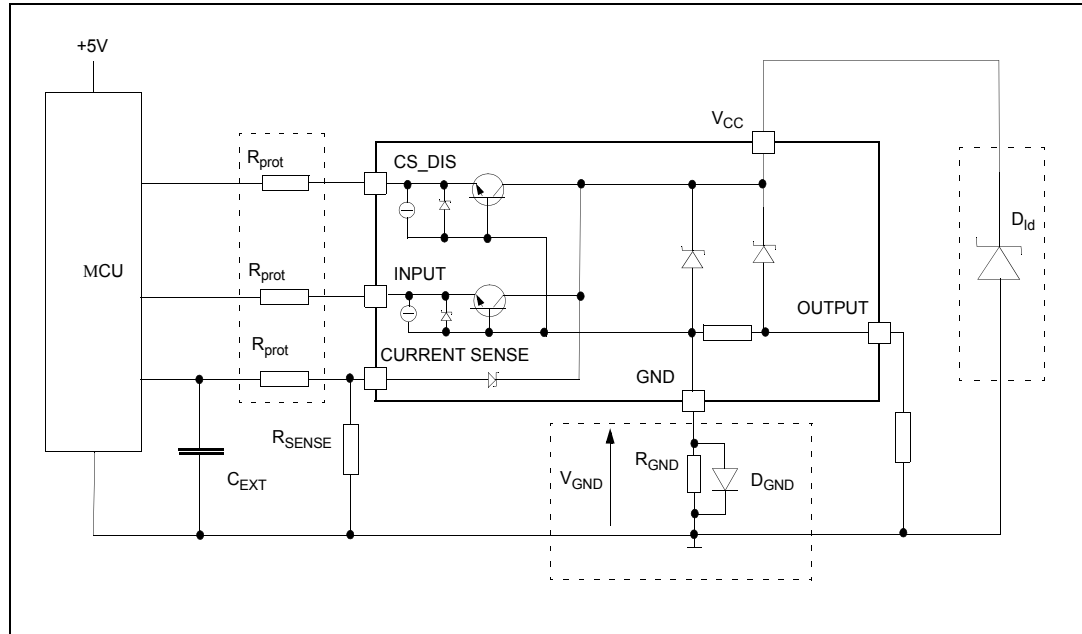 +5V
VCC
Rprot
CS_DIS
Dld
MCU
Rprot
INPUT
OUTPUT
Rprot
CURRENT SENSE
GND
RSENSE
RGND
VGND
DGND
CEXT